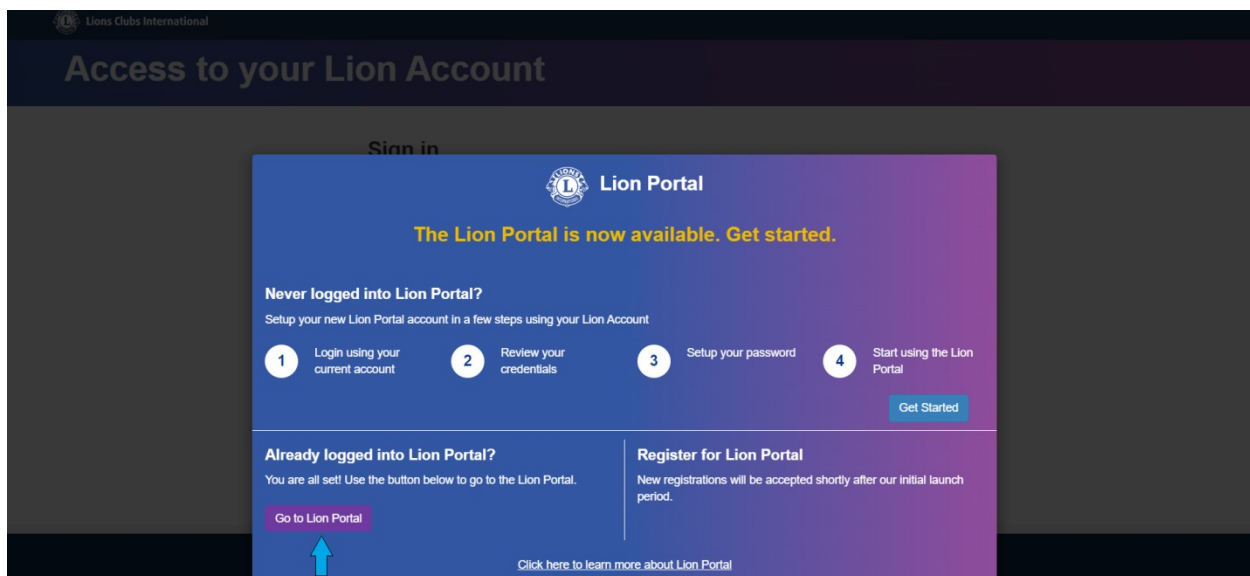 Lions Clubs International
Access to your Lion Account
Sign in
Lion Portal
The Lion Portal is now available. Get started.
Never logged into Lion Portal?
Setup your new Lion Portal account in a few steps using your Lion Account
1 Login using your
current account
2 Review your
credentials
3 Setup your password
4 Start using the Lion
Portal
Get Started
Already logged into Lion Portal?
You are all set! Use the button below to go to the Lion Portal.
Go to Lion Portal
Register for Lion Portal
New registrations will be accepted shortly after our initial launch
period.
Click here to learn more about Lion Portal